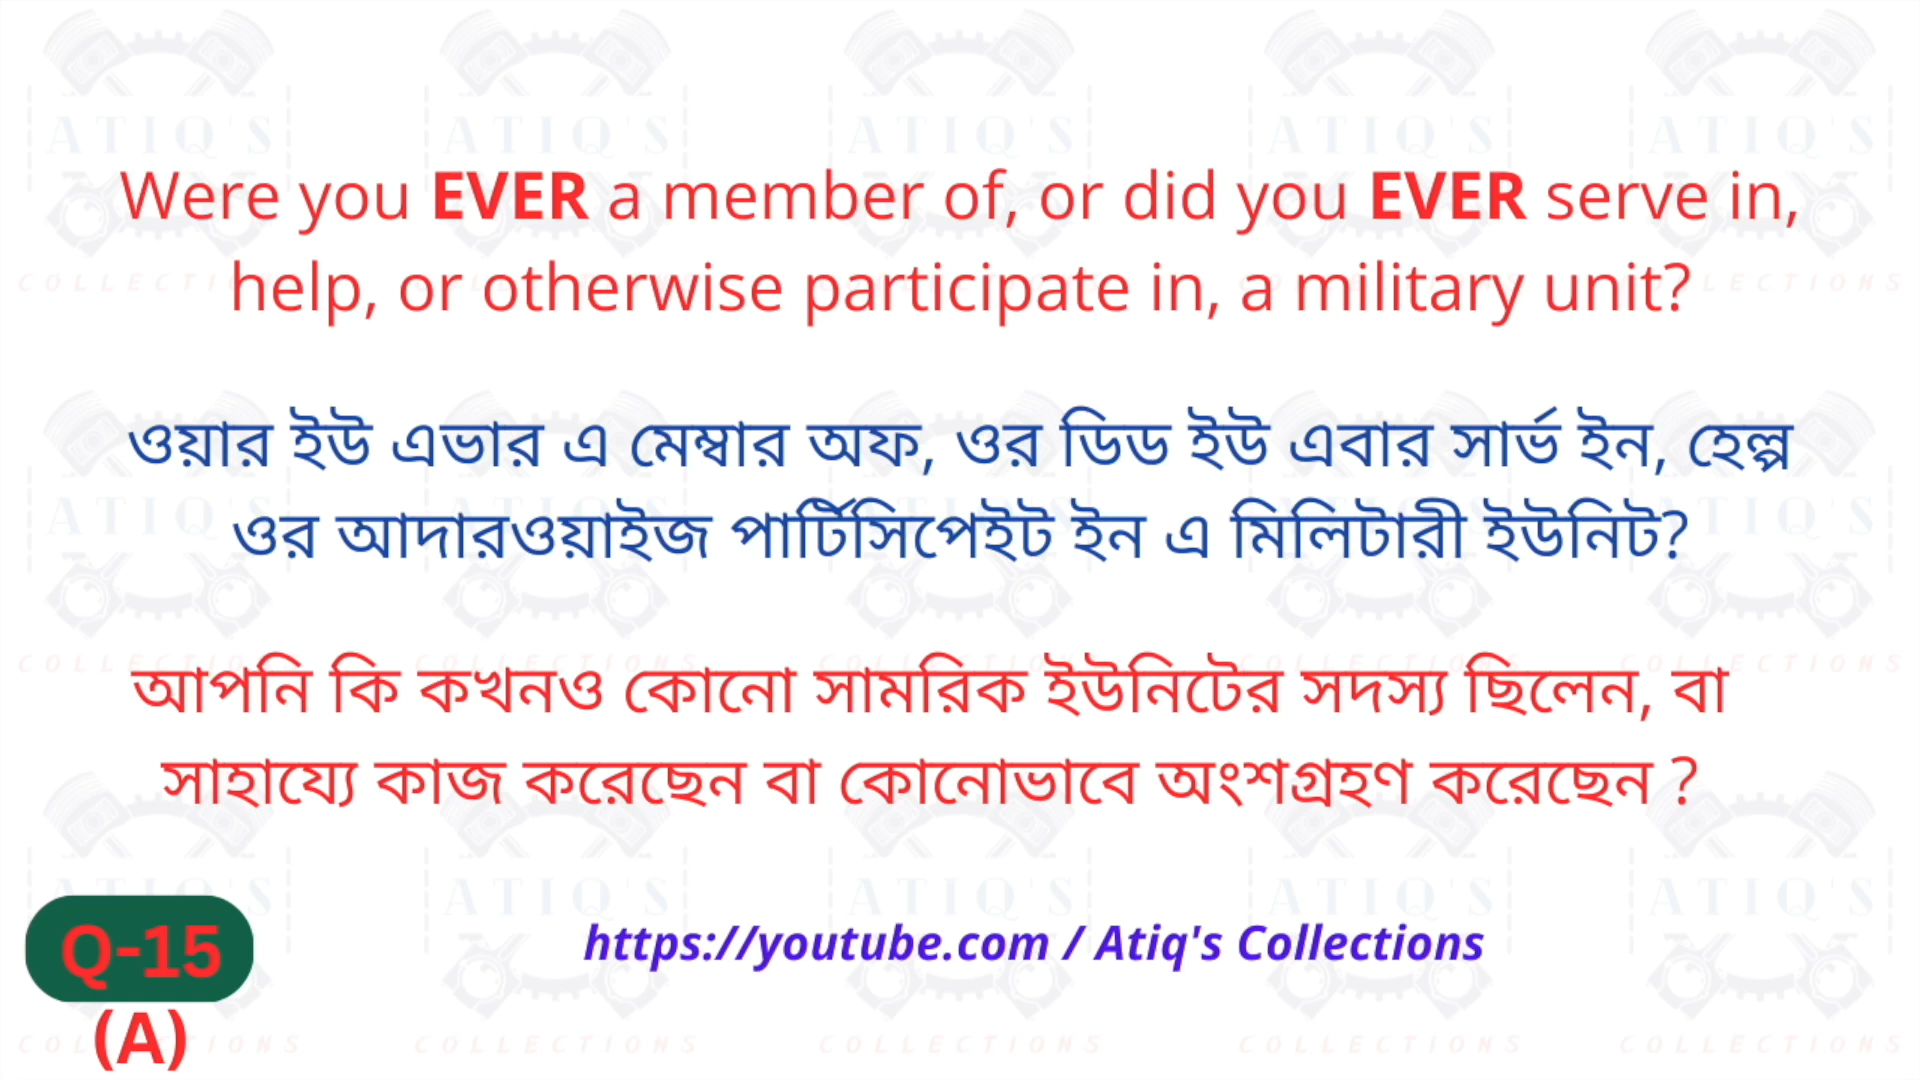 Were you EVER a member of, or did you EVER serve in,
help, or otherwise participate in, a military unit?
ওয়ার ইউ এভার এ মেম্বার অফ, ওর ডিড ইউ এবার সার্ভ ইন, হেল্প
ওর আদারওয়াইজ পার্টিসিপেইট ইন এ মিলিটারী ইউনিট?
আপনি কি কখনও কোনো সামরিক ইউনিটের সদস্য ছিলেন, বা
সাহায্যে কাজ করেছেন বা কোনোভাবে অংশগ্রহণ করেছেন ?
Q-15
(A)
https://youtube.com / Atiq's Collections
ATIQ'S
COLLECTIONS